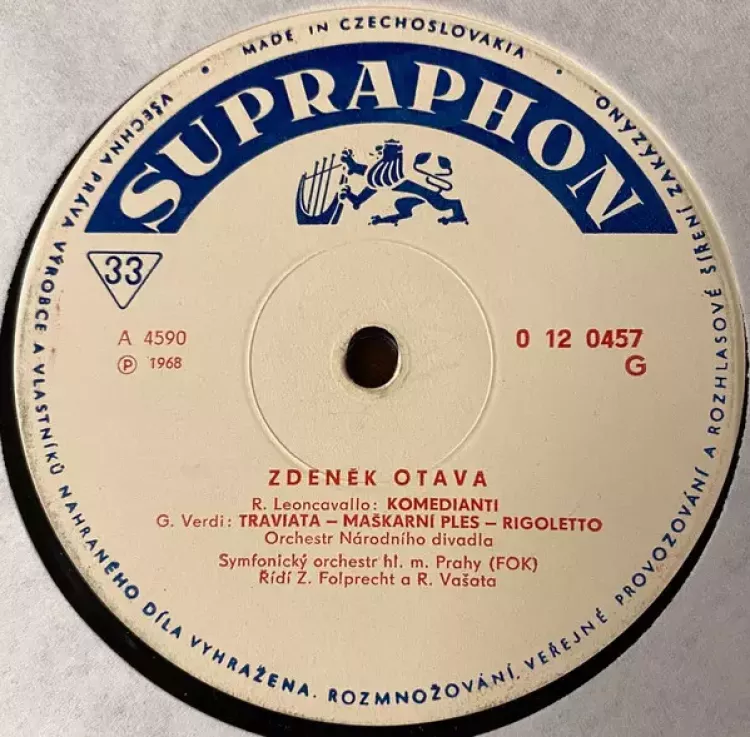 MADE IN CZECHOSLOVAKIA
SUPRAPHON
33
A 4590
℗ 1968
0 12 0457
G
ZDENĚK OTAVA
R. Leoncavallo: KOMEDIANTI
G. Verdi: TRAVIATA – MAŠKARNÍ PLES – RIGOLETTO
Orchestr Národního divadla
Symfonický orchestr hl. m. Prahy (FOK)
Řídí Z. Folprecht a R. Vašata
VŠECHNA PRÁVA VÝROBCE A VLASTNÍKŮ NAHRANÉHO DÍLA VYHRAŽENA. ROZMNOŽOVÁNÍ, VEŘEJNÉ PROVOZOVÁNÍ A ROZHLASOVÉ ŠÍŘENÍ ZAKÁZÁNO